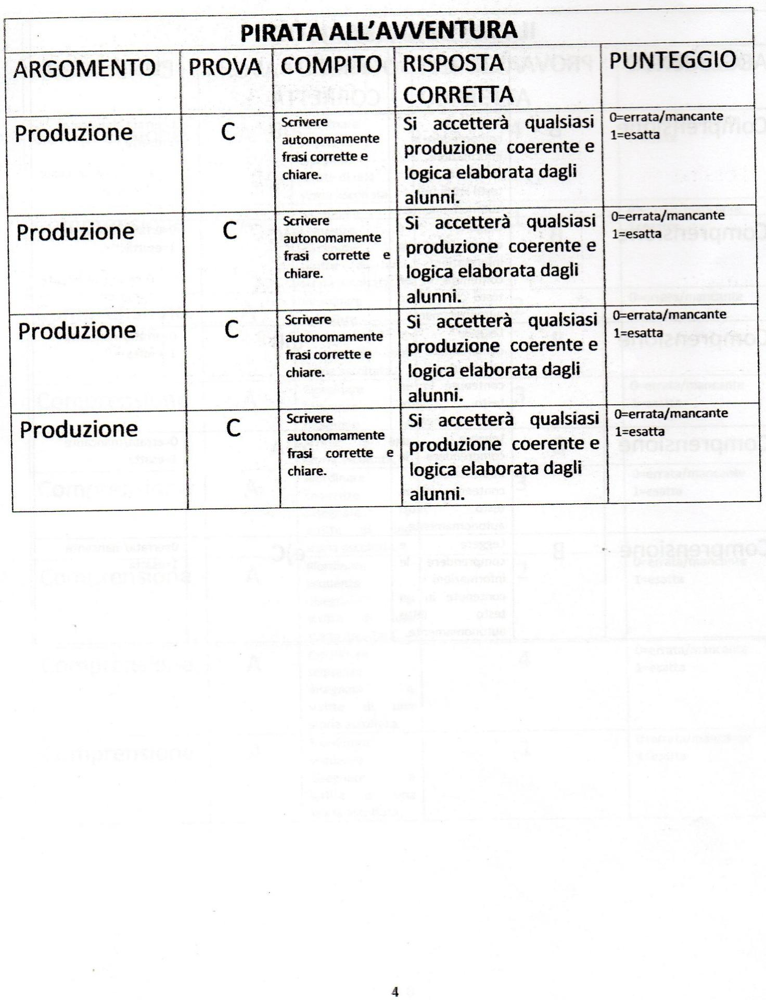 PIRATA ALL'AVVENTURA
ARGOMENTO PROVA COMPITO RISPOSTA CORRETTA PUNTEGGIO
Produzione C
Scrivere
autonomamente
frasi corrette e
chiare.
Si accetterà qualsiasi
produzione coerente e
logica elaborata dagli
alunni.
0=errata/mancante
1=esatta
Produzione C
Scrivere
autonomamente
frasi corrette e
chiare.
Si accetterà qualsiasi
produzione coerente e
logica elaborata dagli
alunni.
0=errata/mancante
1=esatta
Produzione C
Scrivere
autonomamente
frasi corrette e
chiare.
Si accetterà qualsiasi
produzione coerente e
logica elaborata dagli
alunni.
0=errata/mancante
1=esatta
Produzione C
Scrivere
autonomamente
frasi corrette e
chiare.
Si accetterà qualsiasi
produzione coerente e
logica elaborata dagli
alunni.
0=errata/mancante
1=esatta
4